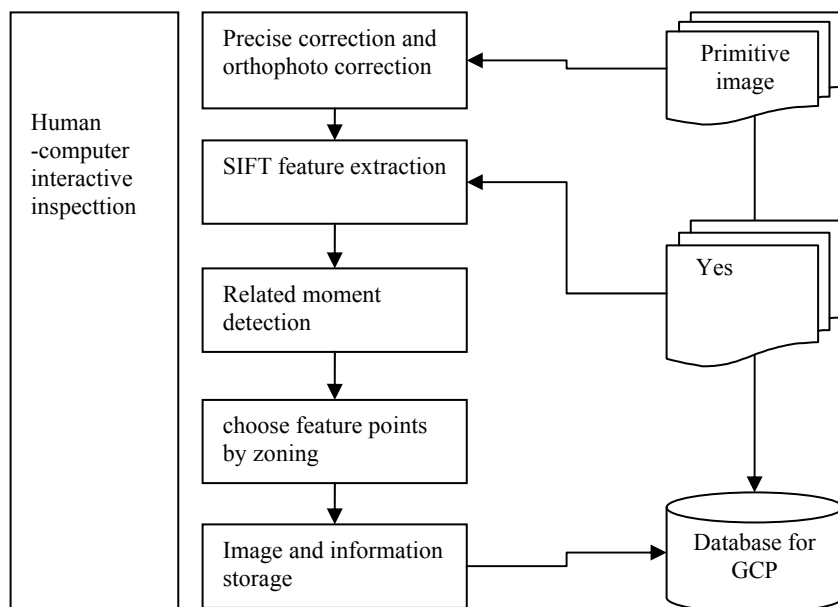 Human
-computer
interactive
inspecttion
Precise correction and
orthophoto correction
SIFT feature extraction
Related moment
detection
choose feature points
by zoning
Image and information
storage
Primitive
image
Yes
Database for
GCP